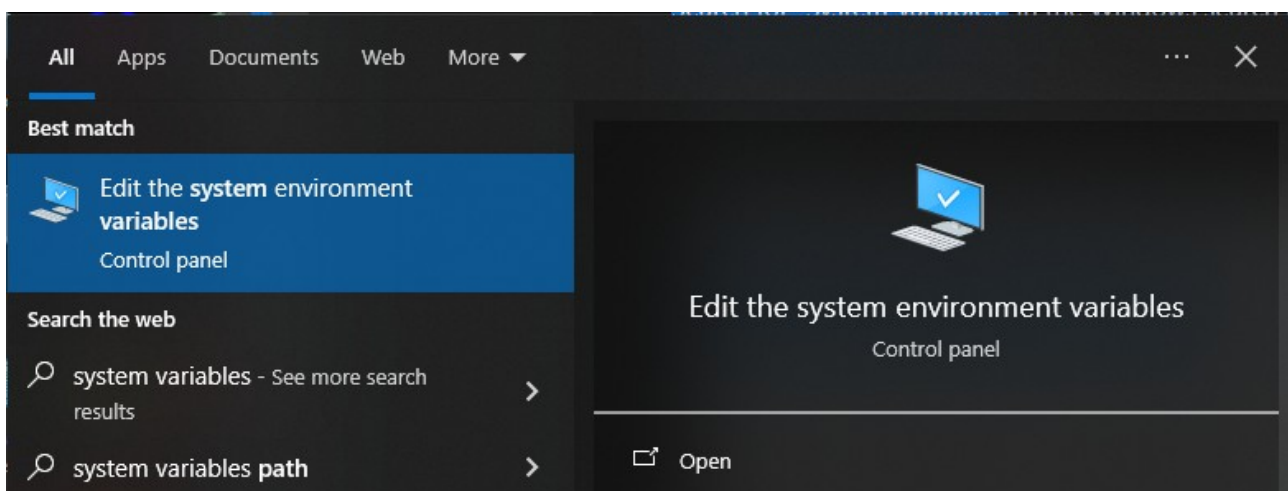 All Apps Documents Web More
Best match
Edit the system environment
variables
Control panel
Search the web
system variables - See more search
results
system variables path
Edit the system environment variables
Control panel
Open